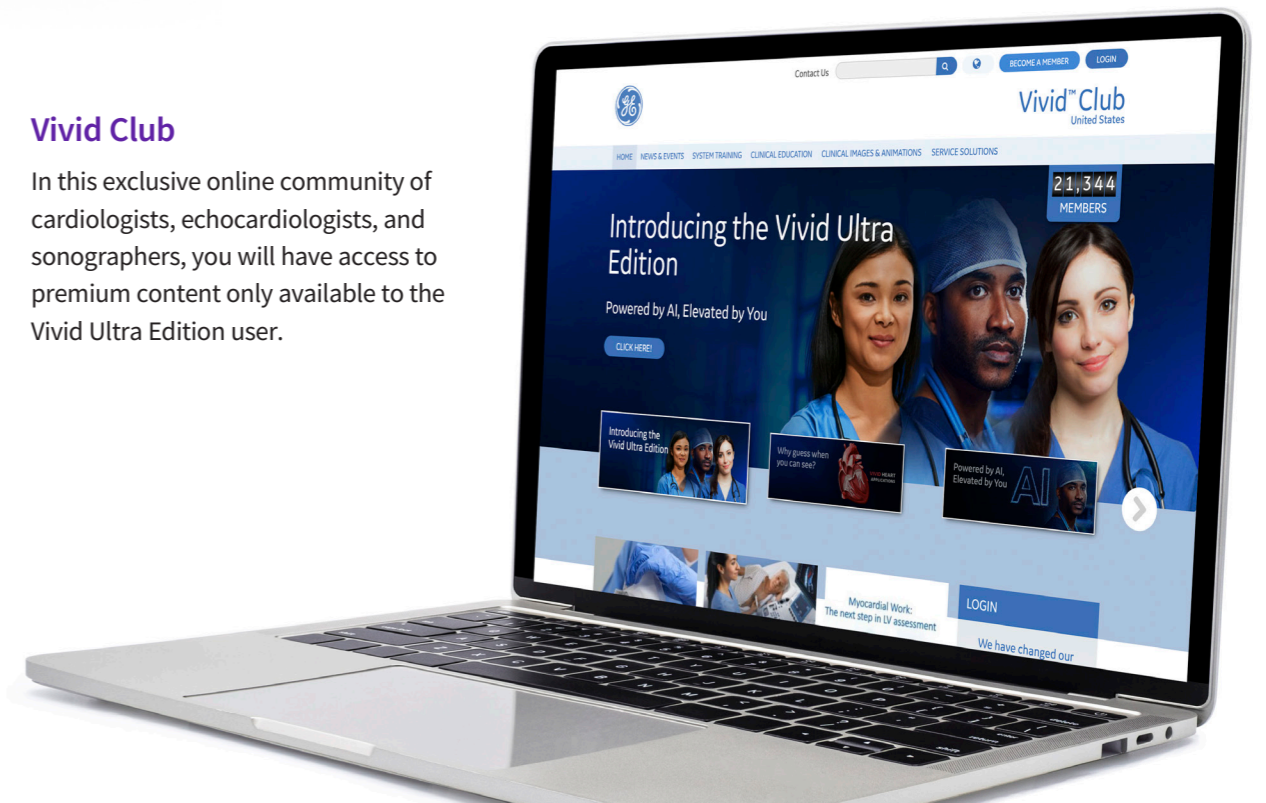 Vivid Club
In this exclusive online community of
cardiologists, echocardiologists, and
sonographers, you will have access to
premium content only available to the
Vivid Ultra Edition user.
Contact Us
BECOME A MEMBER
LOGIN
GE
Vivid™ Club
United States
HOME NEWS & EVENTS SYSTEM TRAINING CLINICAL EDUCATION CLINICAL IMAGES & ANIMATIONS SERVICE SOLUTIONS
21,344
MEMBERS
Introducing the Vivid Ultra
Edition
Powered by AI, Elevated by You
CLICK HERE!
Introducing the
Vivid Ultra Edition
Why guess when
you can see?
VIVID HEART
APPLICATIONS
Powered by AI,
Elevated by You
AI
Myocardial Work:
The next step in LV assessment
LOGIN
We have changed our